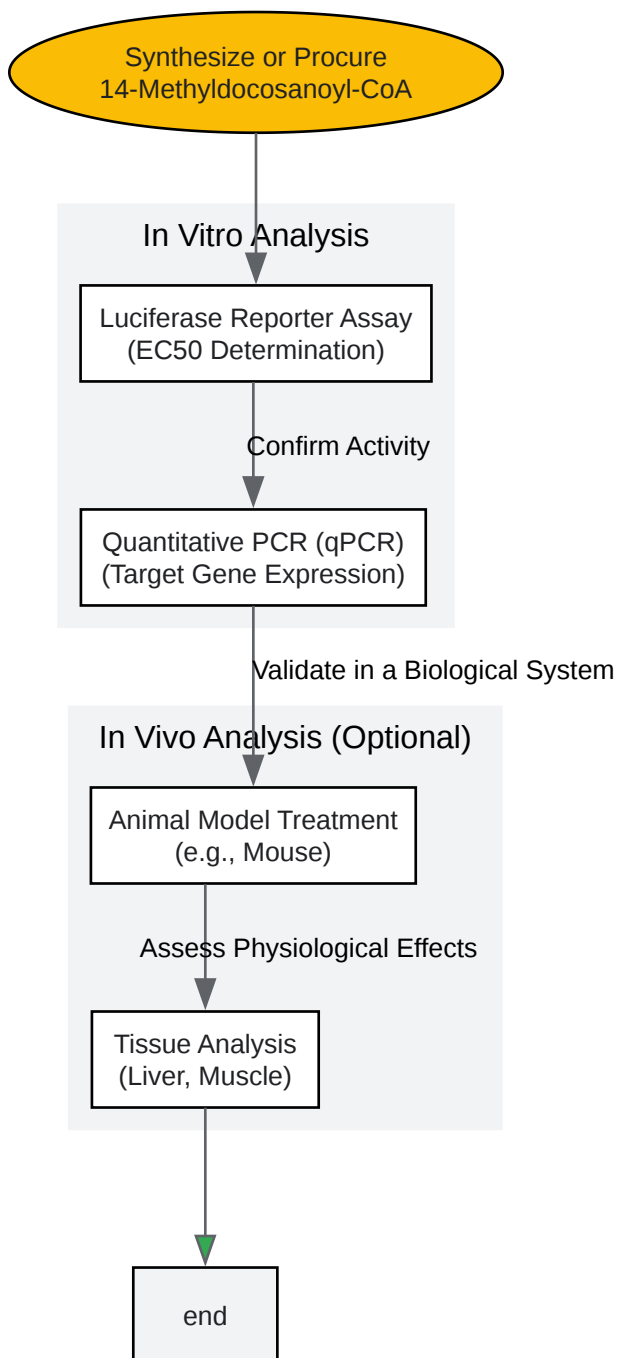 Synthesize or Procure
14-Methyldocosanoyl-CoA
In Vitro Analysis
Luciferase Reporter Assay
(EC50 Determination)
Confirm Activity
Quantitative PCR (qPCR)
(Target Gene Expression)
Validate in a Biological System
In Vivo Analysis (Optional)
Animal Model Treatment
(e.g., Mouse)
Assess Physiological Effects
Tissue Analysis
(Liver, Muscle)
end